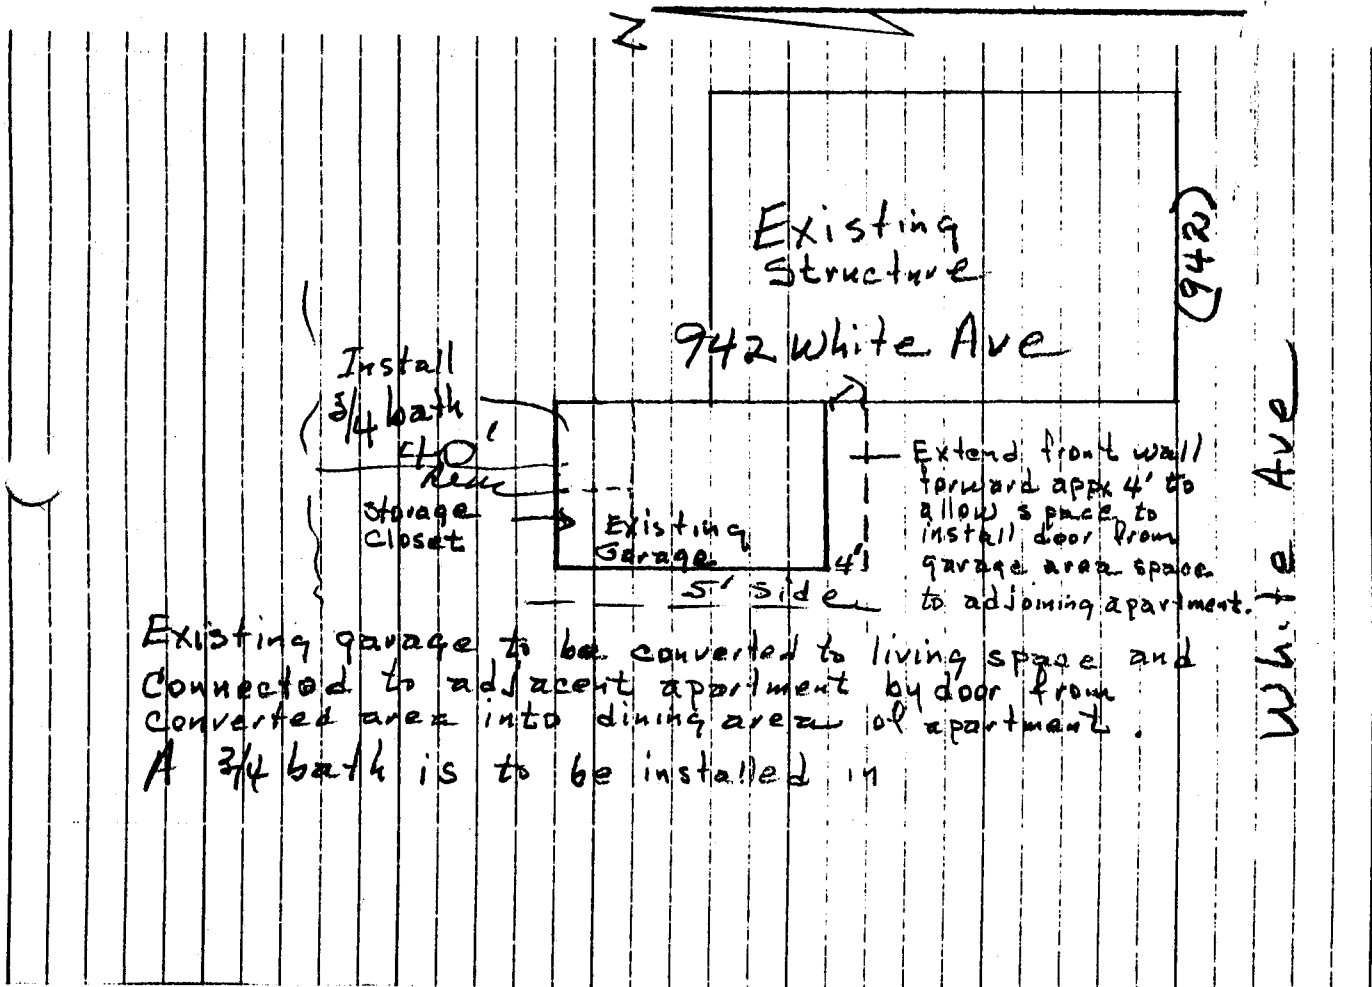 N
Existing
Structure
(942)
942 White Ave
White Ave
Install
3/4 bath
40'
Rear
Storage
Closet
Existing
Garage
4'
5' side
Extend front wall
forward appx 4' to
allow space to
install door from
garage area space
to adjoining apartment.
Existing garage to be converted to living space and
Connected to adjacent apartment by door from
converted area into dining area of apartment.
A 3/4 bath is to be installed in